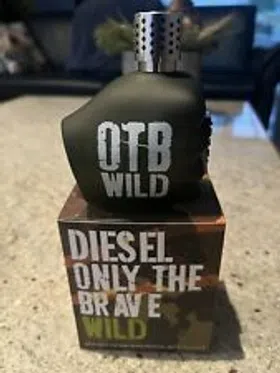 OTB
WILD
DIESEL
ONLY THE
BRAVE
WILD